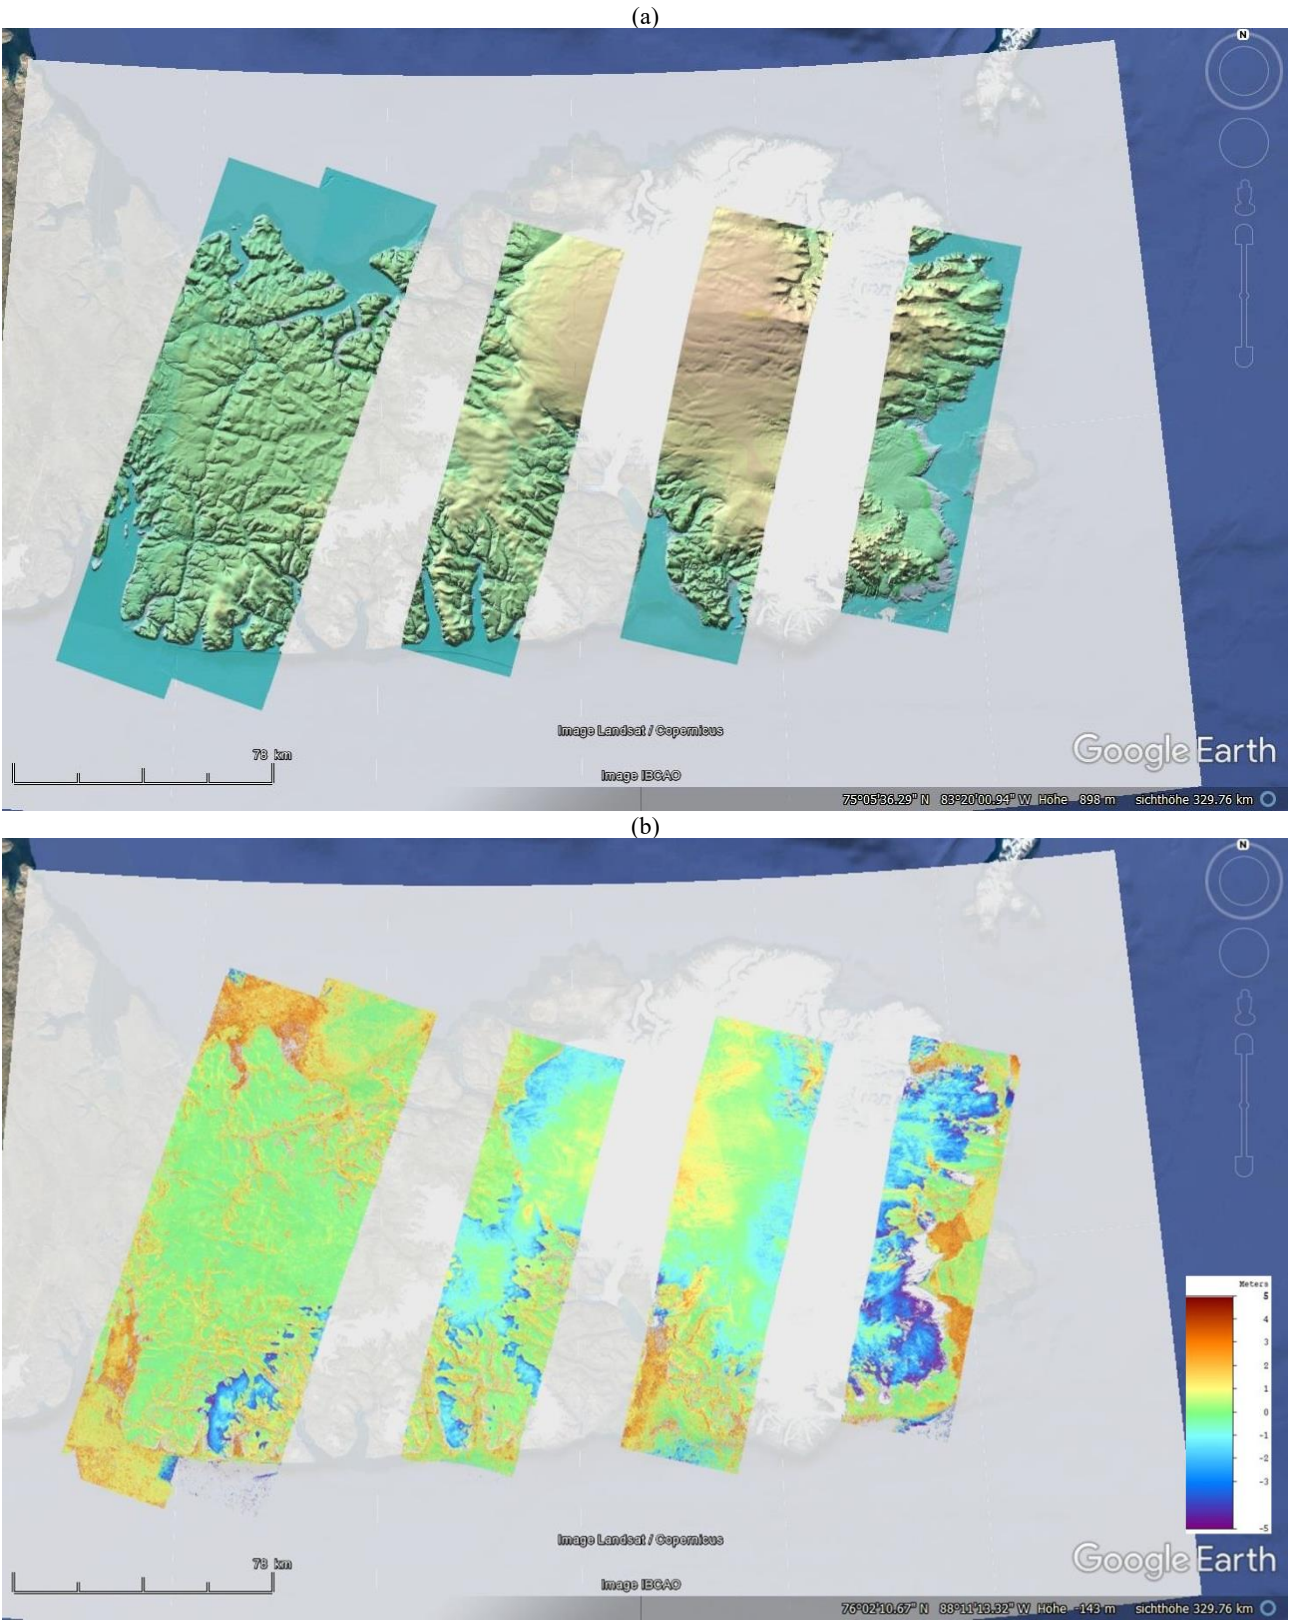 (a)
N
Image Landsat / Copernicus
78 km
Image IBCAO
Google Earth
75°05'36.29" N 83°20'00.94" W Höhe 898 m sichthöhe 329.76 km
(b)
N
Meters
5
4
3
2
1
0
-1
-2
-3
-5
Image Landsat / Copernicus
78 km
Image IBCAO
Google Earth
76°02'10.67" N 88°11'13.32" W Höhe -143 m sichthöhe 329.76 km